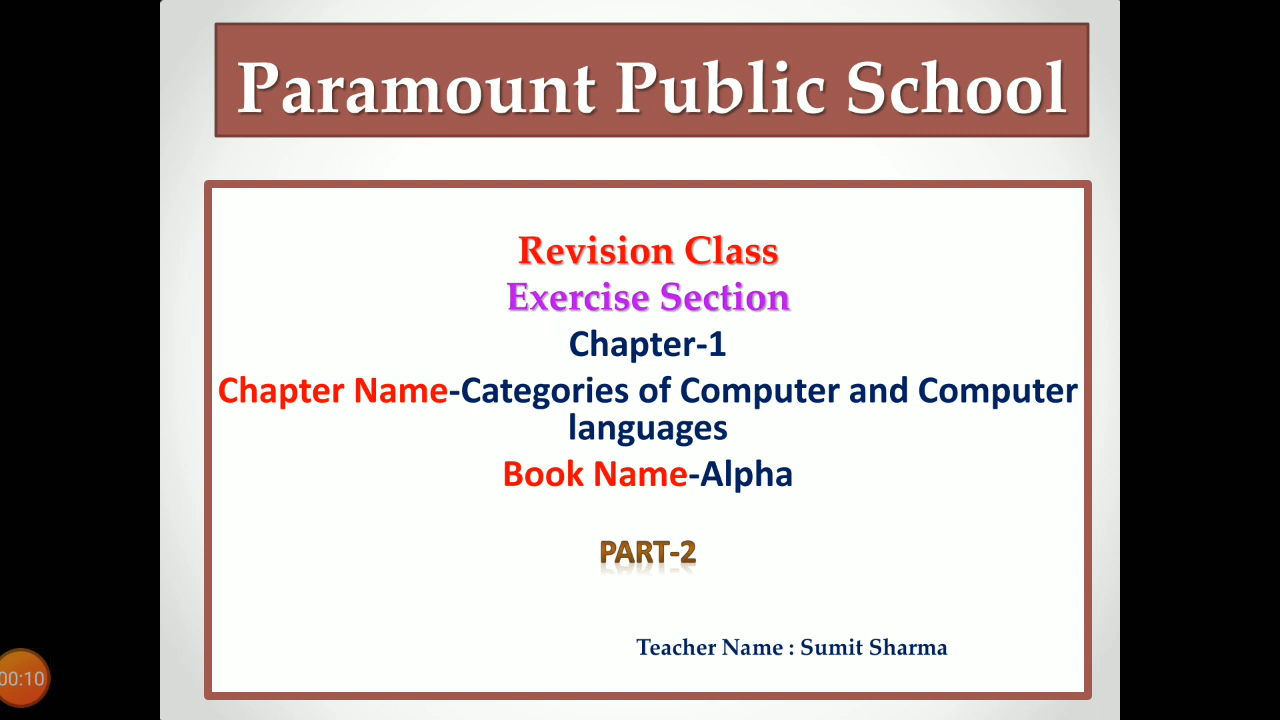 Paramount Public School
Revision Class
Exercise Section
Chapter-1
Chapter Name-Categories of Computer and Computer
languages
Book Name-Alpha
PART-2
Teacher Name : Sumit Sharma
00:10